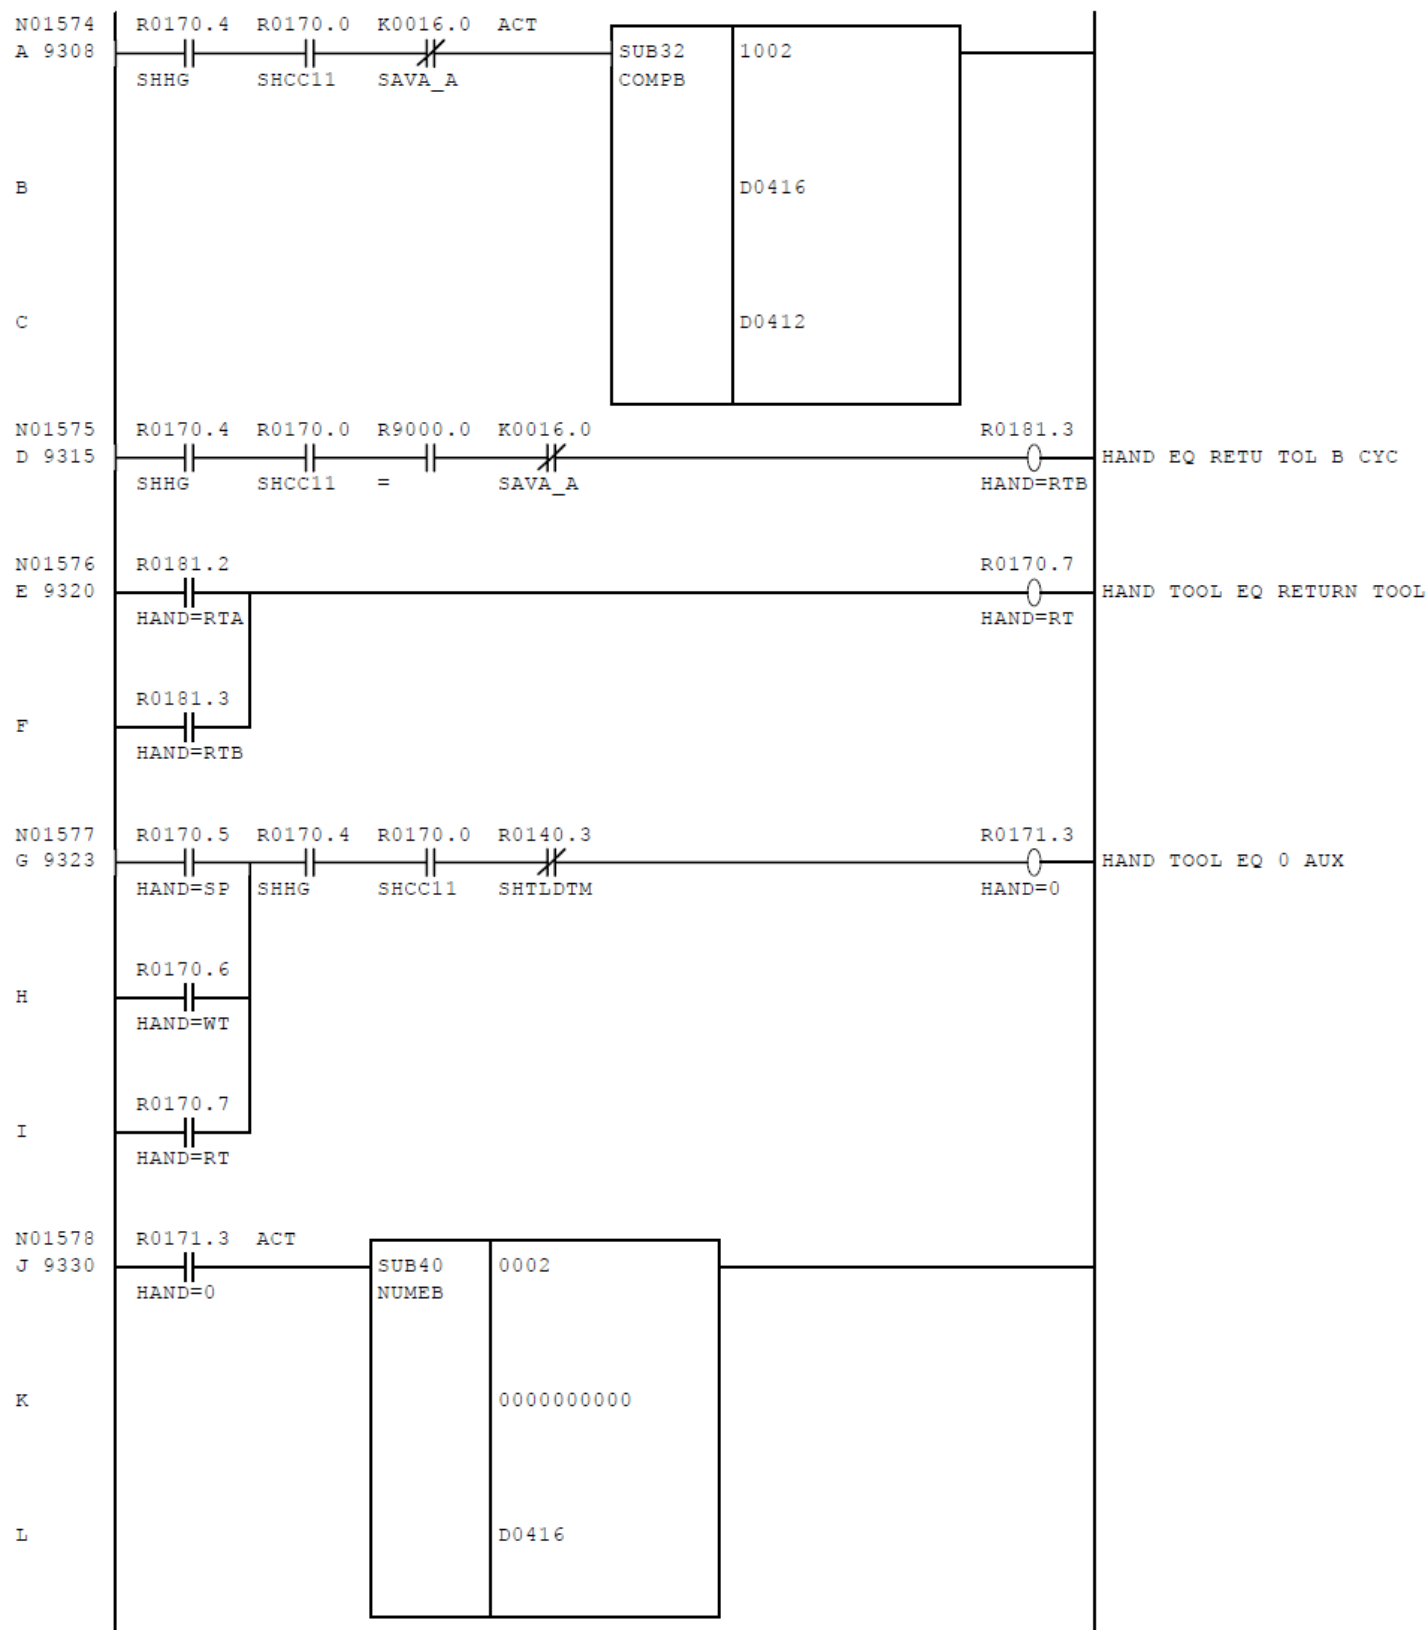 N01574 R0170.4 R0170.0 K0016.0 ACT
A 9308 SUB32 1002
SHHG SHCC11 SAVA_A COMPB
B D0416
C D0412
N01575 R0170.4 R0170.0 R9000.0 K0016.0 R0181.3
D 9315 HAND EQ RETU TOL B CYC
SHHG SHCC11 = SAVA_A HAND=RTB
N01576 R0181.2 R0170.7
E 9320 HAND TOOL EQ RETURN TOOL
HAND=RTA HAND=RT
R0181.3
F
HAND=RTB
N01577 R0170.5 R0170.4 R0170.0 R0140.3 R0171.3
G 9323 HAND TOOL EQ 0 AUX
HAND=SP SHHG SHCC11 SHTLDTM HAND=0
R0170.6
H
HAND=WT
R0170.7
I
HAND=RT
N01578 R0171.3 ACT
J 9330 SUB40 0002
HAND=0 NUMEB
K 0000000000
L D0416